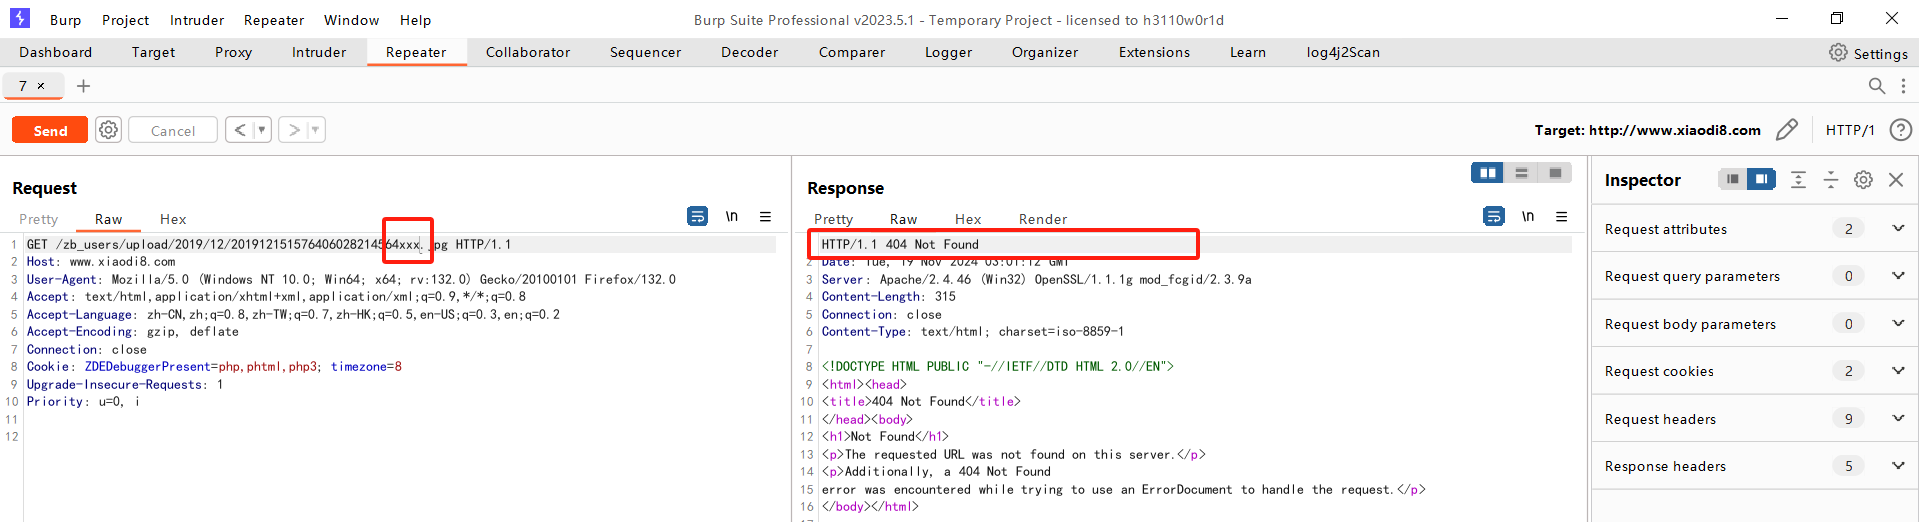 Burp Project Intruder Repeater Window Help Burp Suite Professional v2023.5.1 - Temporary Project - licensed to h3110w0r1d
Dashboard Target Proxy Intruder Repeater Collaborator Sequencer Decoder Comparer Logger Organizer Extensions Learn log4j2Scan Settings
7 ×
Send Cancel < > Target: http://www.xiaodi8.com HTTP/1 ?
Request
Pretty Raw Hex \n
1 GET /zb_users/upload/2019/12/201912151576406028214564xxx.jpg HTTP/1.1
2 Host: www.xiaodi8.com
3 User-Agent: Mozilla/5.0 (Windows NT 10.0; Win64; x64; rv:132.0) Gecko/20100101 Firefox/132.0
4 Accept: text/html,application/xhtml+xml,application/xml;q=0.9,*/*;q=0.8
5 Accept-Language: zh-CN,zh;q=0.8,zh-TW;q=0.7,zh-HK;q=0.5,en-US;q=0.3,en;q=0.2
6 Accept-Encoding: gzip, deflate
7 Connection: close
8 Cookie: ZDEDebuggerPresent=php,phtml,php3; timezone=8
9 Upgrade-Insecure-Requests: 1
10 Priority: u=0, i
11
12
Response
Pretty Raw Hex Render \n
HTTP/1.1 404 Not Found
2 Date: Tue, 19 Nov 2024 03:01:12 GMT
3 Server: Apache/2.4.46 (Win32) OpenSSL/1.1.1g mod_fcgid/2.3.9a
4 Content-Length: 315
5 Connection: close
6 Content-Type: text/html; charset=iso-8859-1
7
8 <!DOCTYPE HTML PUBLIC "-//IETF//DTD HTML 2.0//EN">
9 <html><head>
10 <title>404 Not Found</title>
11 </head><body>
12 <h1>Not Found</h1>
13 <p>The requested URL was not found on this server.</p>
14 <p>Additionally, a 404 Not Found
15 error was encountered while trying to use an ErrorDocument to handle the request.</p>
16 </body></html>
Inspector
Request attributes 2
Request query parameters 0
Request body parameters 0
Request cookies 2
Request headers 9
Response headers 5